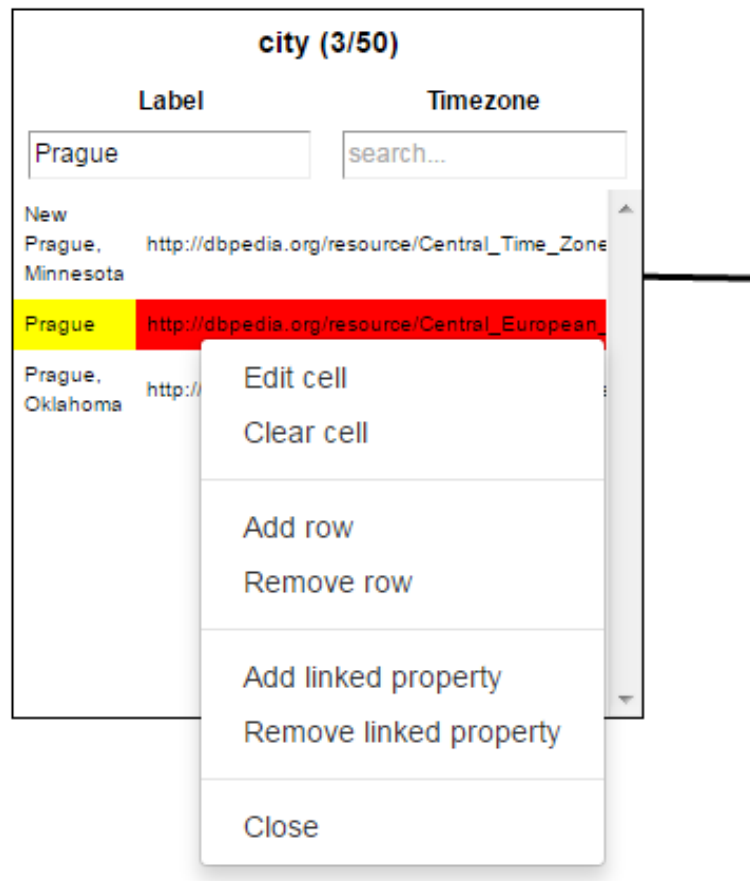 city (3/50)
Label Timezone
Prague search...
New
Prague, http://dbpedia.org/resource/Central_Time_Zone
Minnesota
Prague http://dbpedia.org/resource/Central_European_
Prague,
Oklahoma http://
Edit cell
Clear cell
Add row
Remove row
Add linked property
Remove linked property
Close